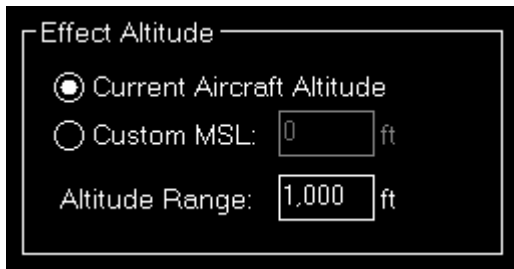 Effect Altitude
Current Aircraft Altitude
Custom MSL: 0 ft
Altitude Range: 1,000 ft